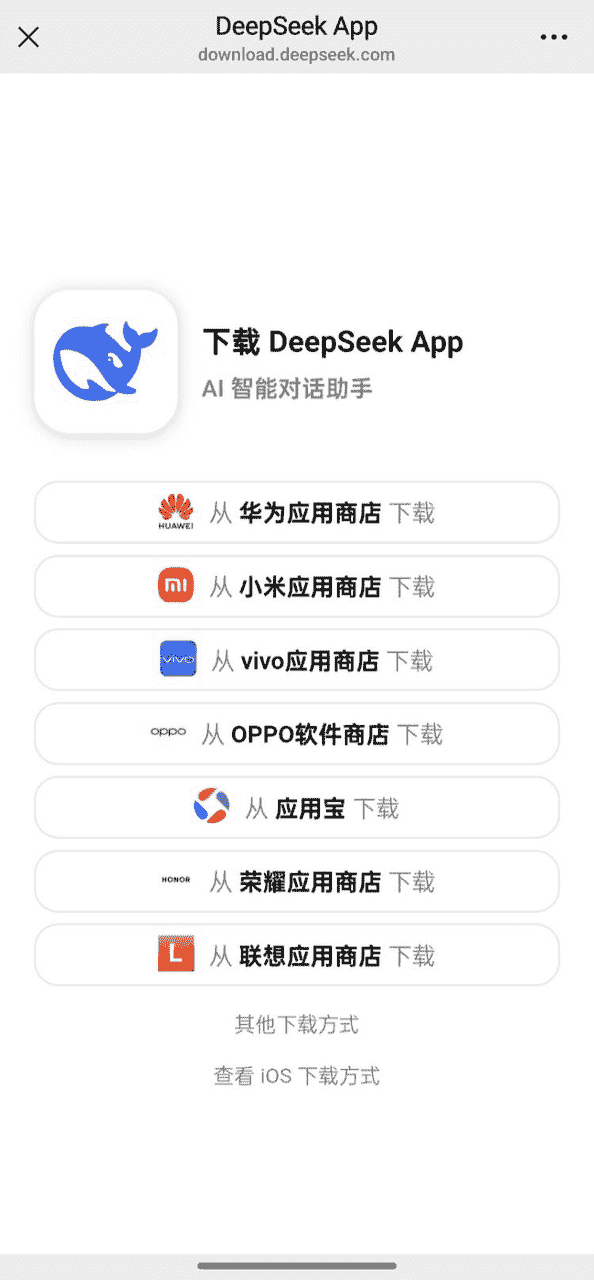 DeepSeek App
download.deepseek.com
下载 DeepSeek App
AI 智能对话助手
HUAWEI 从 华为应用商店 下载
mi 从 小米应用商店 下载
vivo 从 vivo应用商店 下载
oppo 从 OPPO软件商店 下载
从 应用宝 下载
HONOR 从 荣耀应用商店 下载
L 从 联想应用商店 下载
其他下载方式
查看 iOS 下载方式